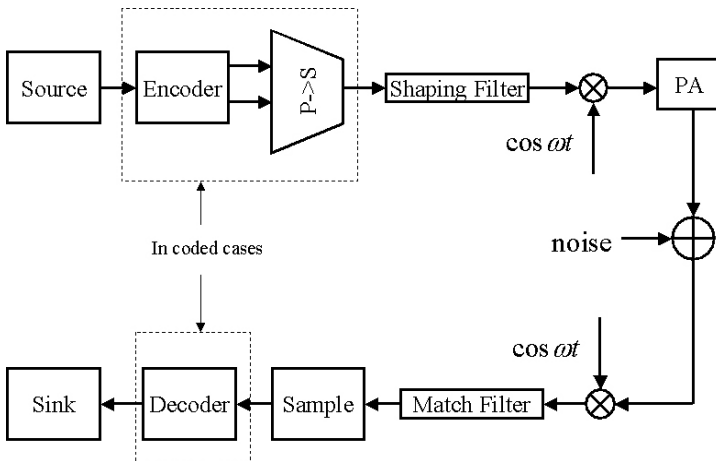 Source
Encoder
P->S
Shaping Filter
PA
cos ωt
noise
In coded cases
cos ωt
Sink
Decoder
Sample
Match Filter